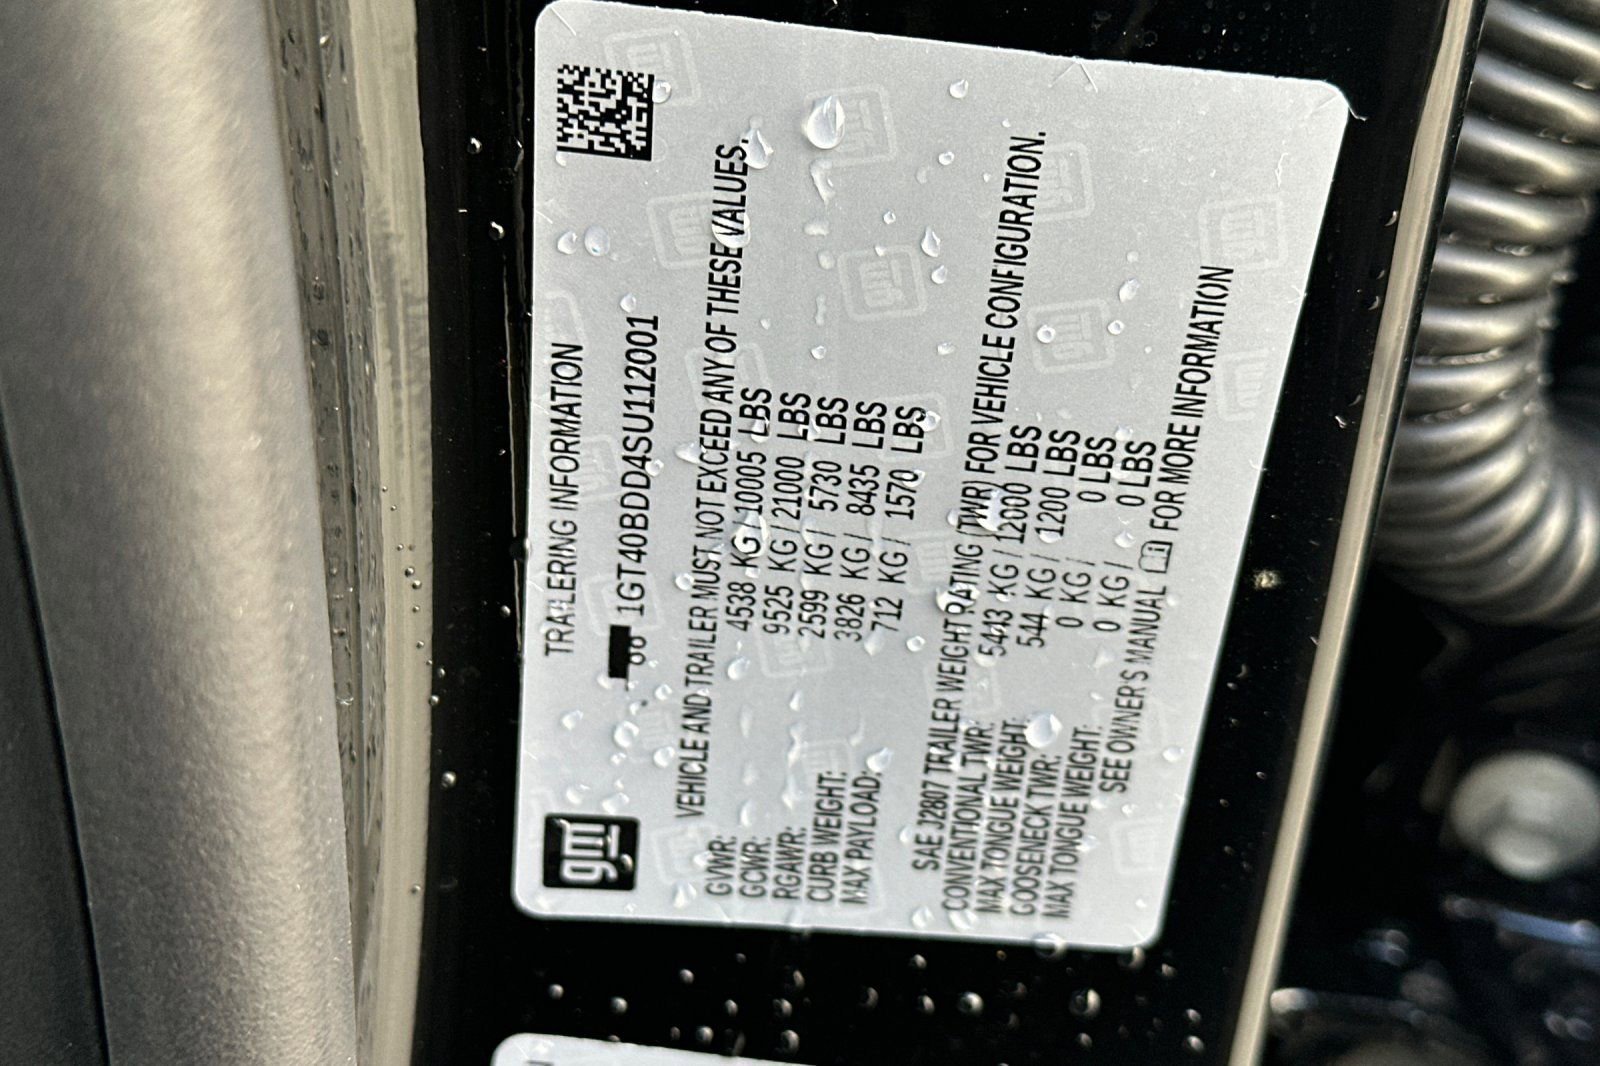 gm
TRAILERING INFORMATION
1GT40BDD4SU112001
VEHICLE AND TRAILER MUST NOT EXCEED ANY OF THESE VALUES.
GVWR: 4538 KG / 10005 LBS
GCWR: 9525 KG / 21000 LBS
RGAWR: 2599 KG / 5730 LBS
CURB WEIGHT: 3826 KG / 8435 LBS
MAX PAYLOAD: 712 KG / 1570 LBS
SAE J2807 TRAILER WEIGHT RATING (TWR) FOR VEHICLE CONFIGURATION.
CONVENTIONAL TWR: 5443 KG / 12000 LBS
MAX TONGUE WEIGHT: 544 KG / 1200 LBS
GOOSENECK TWR: 0 KG / 0 LBS
MAX TONGUE WEIGHT: 0 KG / 0 LBS
SEE OWNER'S MANUAL FOR MORE INFORMATION